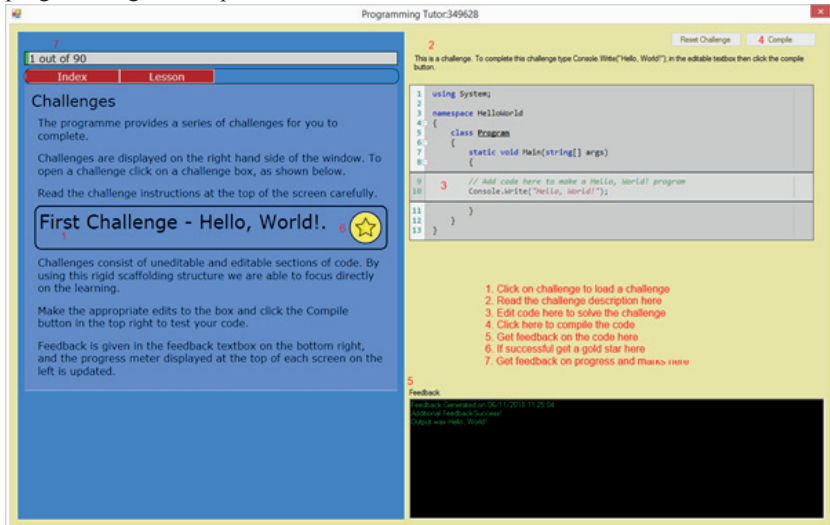 Programming Tutor:349628
7
1 out of 90
Index Lesson
Challenges
The programme provides a series of challenges for you to
complete.
Challenges are displayed on the right hand side of the window. To
open a challenge click on a challenge box, as shown below.
Read the challenge instructions at the top of the screen carefully.
First Challenge - Hello, World!.
1
6
Challenges consist of uneditable and editable sections of code. By
using this rigid scaffolding structure we are able to focus directly
on the learning.
Make the appropriate edits to the box and click the Compile
button in the top right to test your code.
Feedback is given in the feedback textbox on the bottom right,
and the progress meter displayed at the top of each screen on the
left is updated.
Reset Challenge 4 Compile
2
This is a challenge. To complete this challenge type Console.Write("Hello, World!"); in the editable textbox then click the compile
button.
1 using System;
2
3 namespace HelloWorld
4 {
5 class Program
6 {
7 static void Main(string[] args)
8 {
9 // Add code here to make a Hello, World! program
10 Console.Write("Hello, World!");
3
11 }
12 }
13 }
1. Click on challenge to load a challenge
2. Read the challenge description here
3. Edit code here to solve the challenge
4. Click here to compile the code
5. Get feedback on the code here
6. If successful get a gold star here
7. Get feedback on progress and marks here
5
Feedback
Feedback Generated on 06/11/2013 11:25:04
Additional Feedback:Success!
Output was Hello, World!